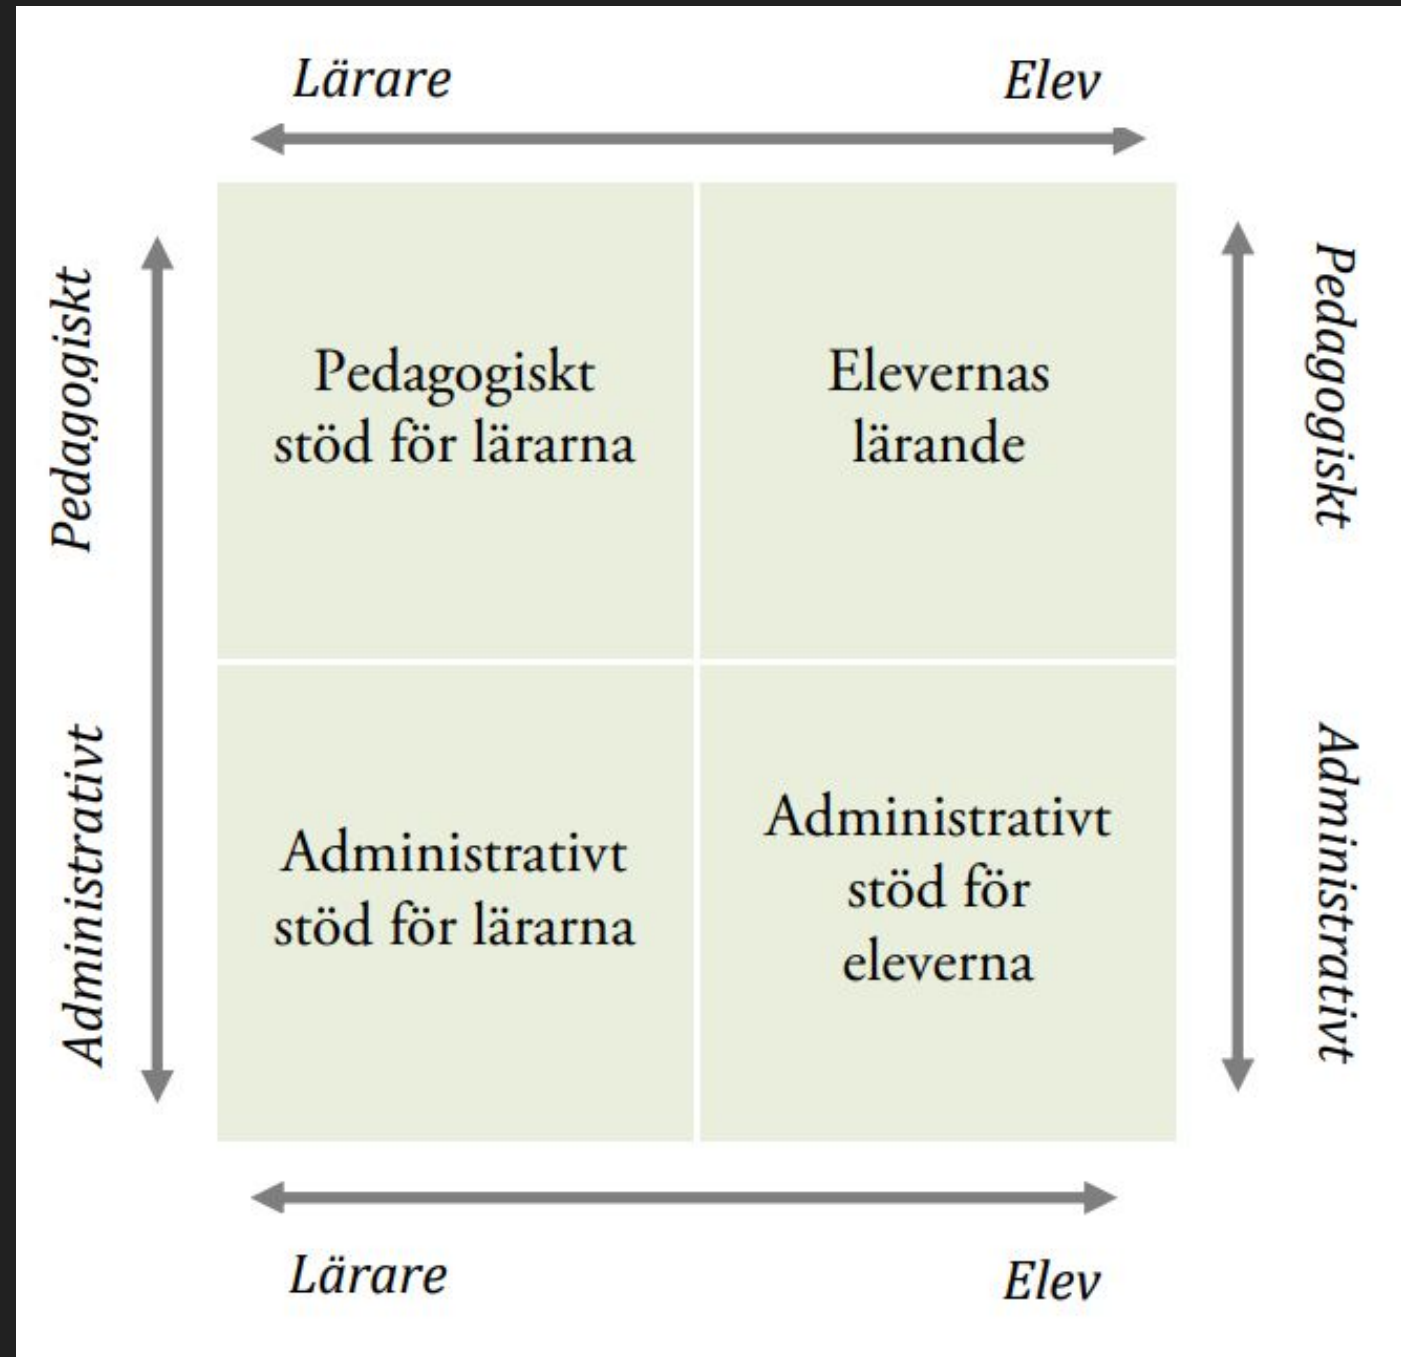 Lärare
Elev
Pedagogiskt
Administrativt
Pedagogiskt
stöd för lärarna
Elevernas
lärande
Administrativt
stöd för lärarna
Administrativt
stöd för
eleverna
Pedagogiskt
Administrativt
Lärare
Elev